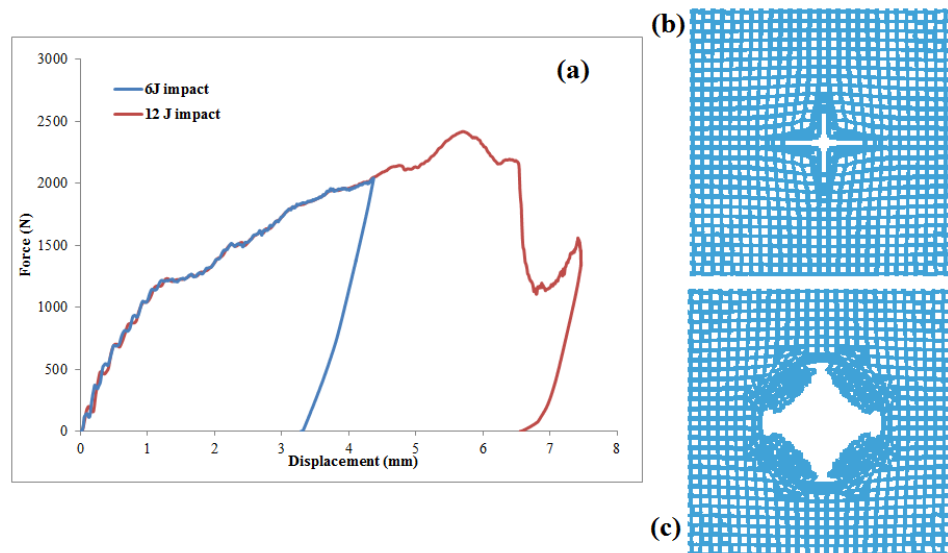 (a)
6J impact
12 J impact
3000
2500
2000
1500
1000
500
0
Force (N)
0 1 2 3 4 5 6 7 8
Displacement (mm)
(b)
(c)